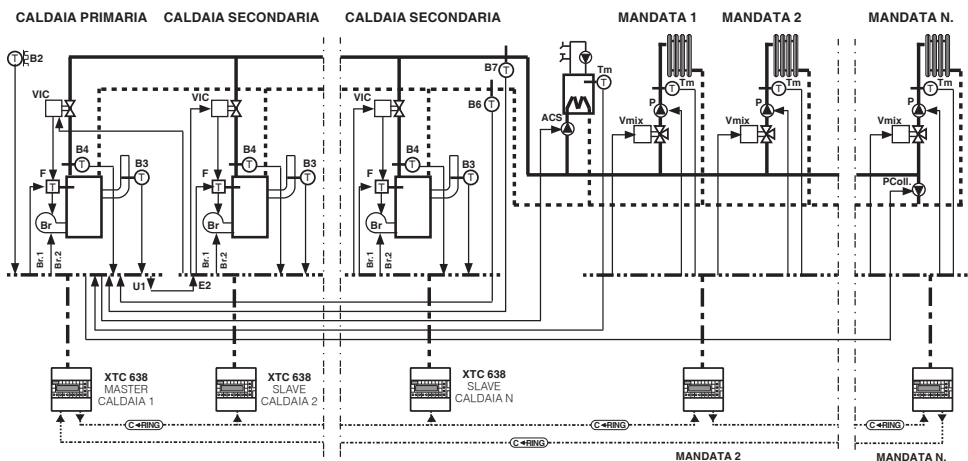 CALDAIA PRIMARIA CALDAIA SECONDARIA CALDAIA SECONDARIA MANDATA 1 MANDATA 2 MANDATA N.
T B2
B7 T
Tm T
T Tm
T Tm
T Tm
VIC
VIC
VIC
B6 T
P
P
P
ACS
Vmix
Vmix
Vmix
B4 T
B3 T
B4 T
B3 T
B4 T
B3 T
F T
F T
F T
PColl.
Br
Br
Br
Br.1 Br.2
Br.1 Br.2
Br.1 Br.2
U1 E2
XTC 638
MASTER
CALDAIA 1
XTC 638
SLAVE
CALDAIA 2
XTC 638
SLAVE
CALDAIA N
C◄RING
C◄RING
C◄RING
C◄RING
MANDATA 2
MANDATA N.